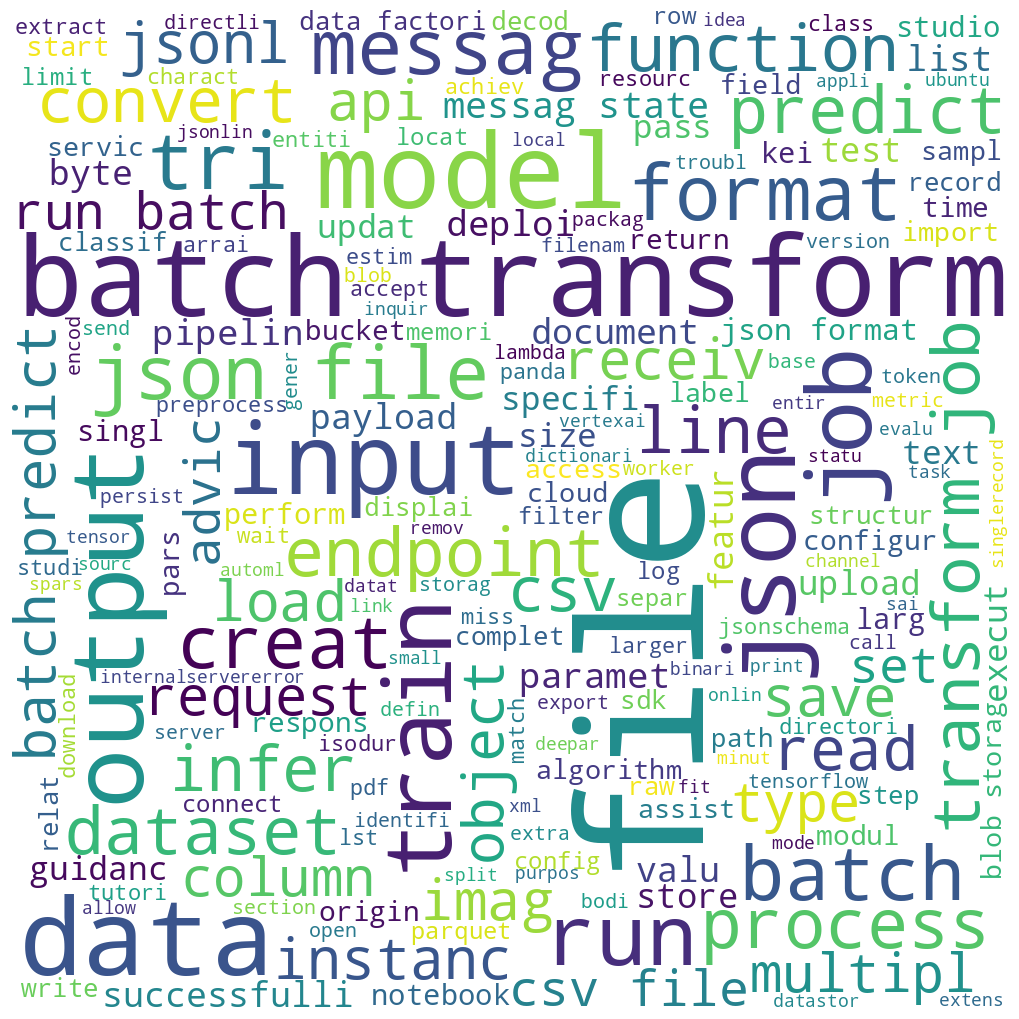 extract
directli
data factori
decod
row
idea
class
studio
start
jsonl
messag
function
list
limit
charact
achiev
resourc
field
appli
ubuntu
convert
api
messag state
predict
jsonlin
entiti
locat
local
pass
servic
tri
model
troubl
kei
test
sampl
byte
format
record
run batch
updat
deploi
packag
time
classif
arrai
estim
filenam
return
version
import
blob
accept
inquir
batch transform
encod
send
pipelin
bucket
memori
document
json format
json file
gener
lambda
panda
receiv
base
job
token
preprocess
specifi
label
entir
metric
batch predict
singl
payload
vertexai
size
line
evalu
advic
input
dictionari
statu
text
task
output
persist
access
worker
json
transform job
perform
displai
cloud
filter
featur
structur
singlerecord
tensor
wait
remov
file
configur
studi
sourc
pars
endpoint
log
channel
spars
automl
datat
storag
csv
separ
upload
load
link
miss
sai
train
complet
larger
jsonschema
larg
creat
small
call
internalservererror
object
paramet
binari
print
set
request
defin
match
export
sdk
onlin
save
blob storag
execut
download
respons
directori
server
isodur
deepar
path
read
infer
algorithm
minut
relat
connect
pdf
raw
fit
tensorflow
xml
assist
type
step
dataset
lst
identifi
extra
mode
modul
guidanc
column
config
split
purpos
valu
batch
tutori
imag
bodi
store
allow
section
origin
data
open
parquet
run
process
instanc
multipl
write
successfulli
notebook
csv file
datastor
extens